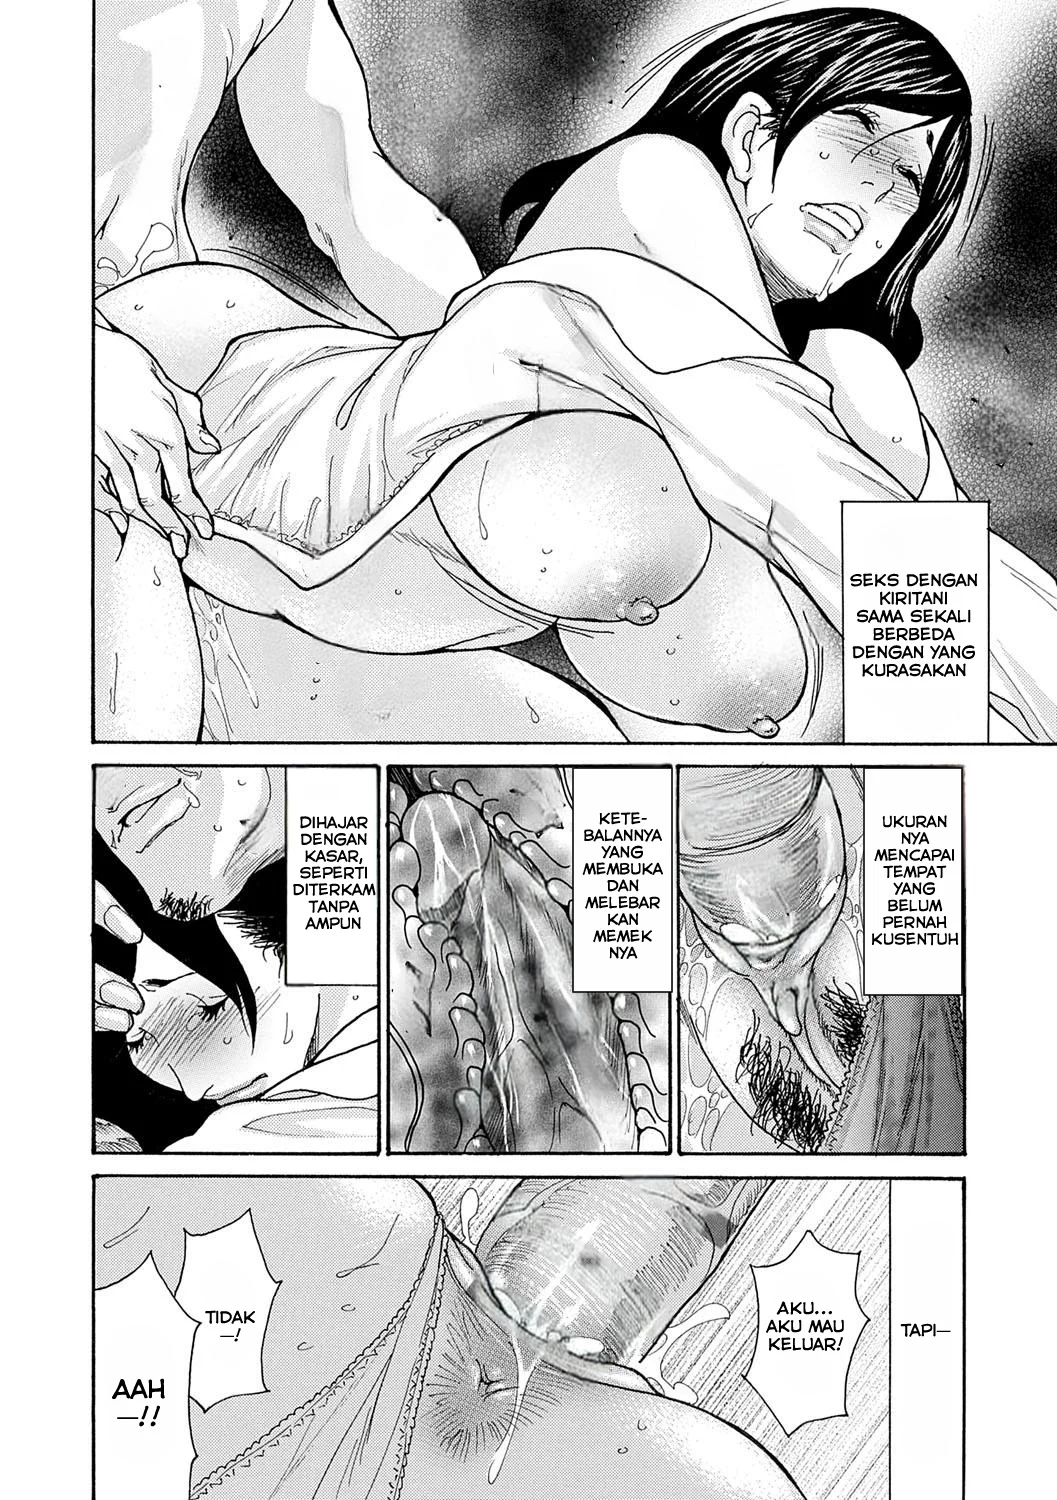 SEKS DENGAN
KIRITANI
SAMA SEKALI
BERBEDA
DENGAN YANG
KURASAKAN
UKURAN
NYA
MENCAPAI
TEMPAT
YANG
BELUM
PERNAH
KUSENTUH
KETE-
BALANNYA
YANG
MEMBUKA
DAN
MELEBAR
KAN
MEMEK
NYA
DIHAJAR
DENGAN
KASAR,
SEPERTI
DITERKAM
TANPA
AMPUN
TAPI—
AKU...
AKU MAU
KELUAR!
TIDAK
—!
AAH
—!!